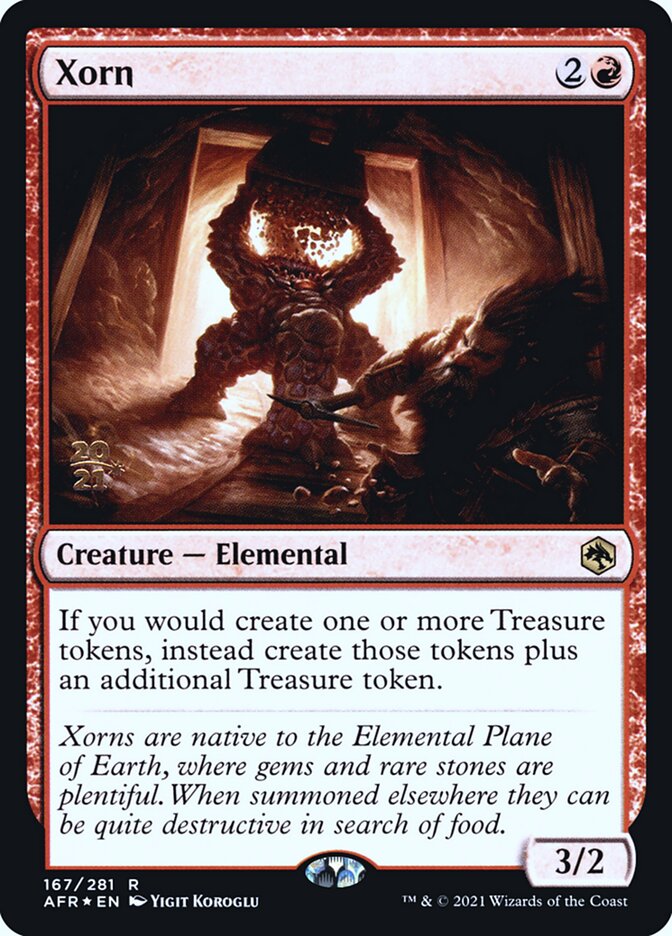 Xorn 2
20
21
Creature — Elemental
If you would create one or more Treasure
tokens, instead create those tokens plus
an additional Treasure token.
Xorns are native to the Elemental Plane
of Earth, where gems and rare stones are
plentiful. When summoned elsewhere they can
be quite destructive in search of food.
3/2
167/281 R
AFR★EN Yigit Koroglu
™ & © 2021 Wizards of the Coast